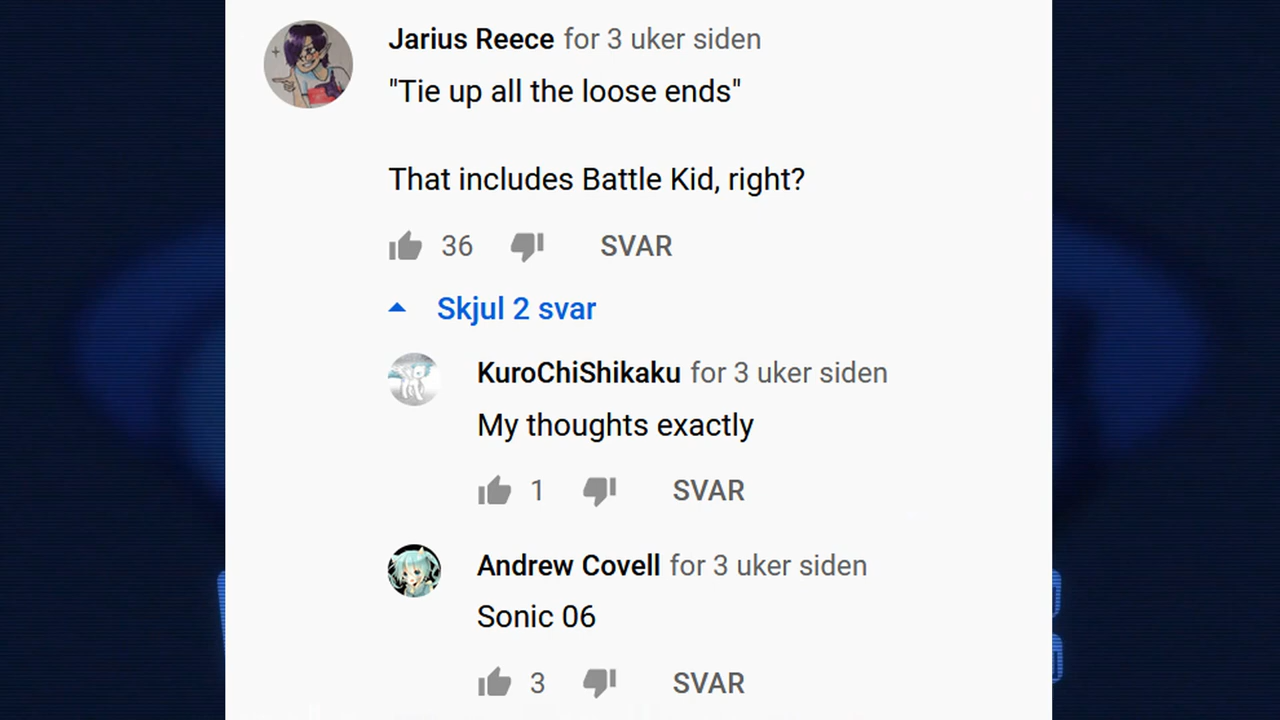 Jarius Reece for 3 uker siden
"Tie up all the loose ends"
That includes Battle Kid, right?
36 SVAR
Skjul 2 svar
KuroChiShikaku for 3 uker siden
My thoughts exactly
1 SVAR
Andrew Covell for 3 uker siden
Sonic 06
3 SVAR